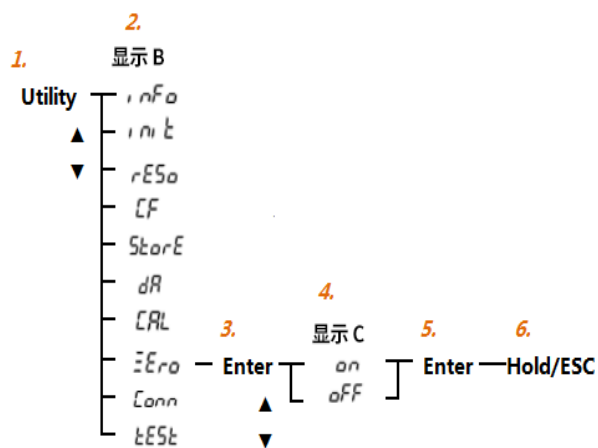 2.
1.
显示 B
Utility
inFo
init
rESo
CF
StorE
dA
CAL
3.
4.
显示 C
5.
6.
ZEro
Enter
on
oFF
Enter
Hold/ESC
Conn
tESt